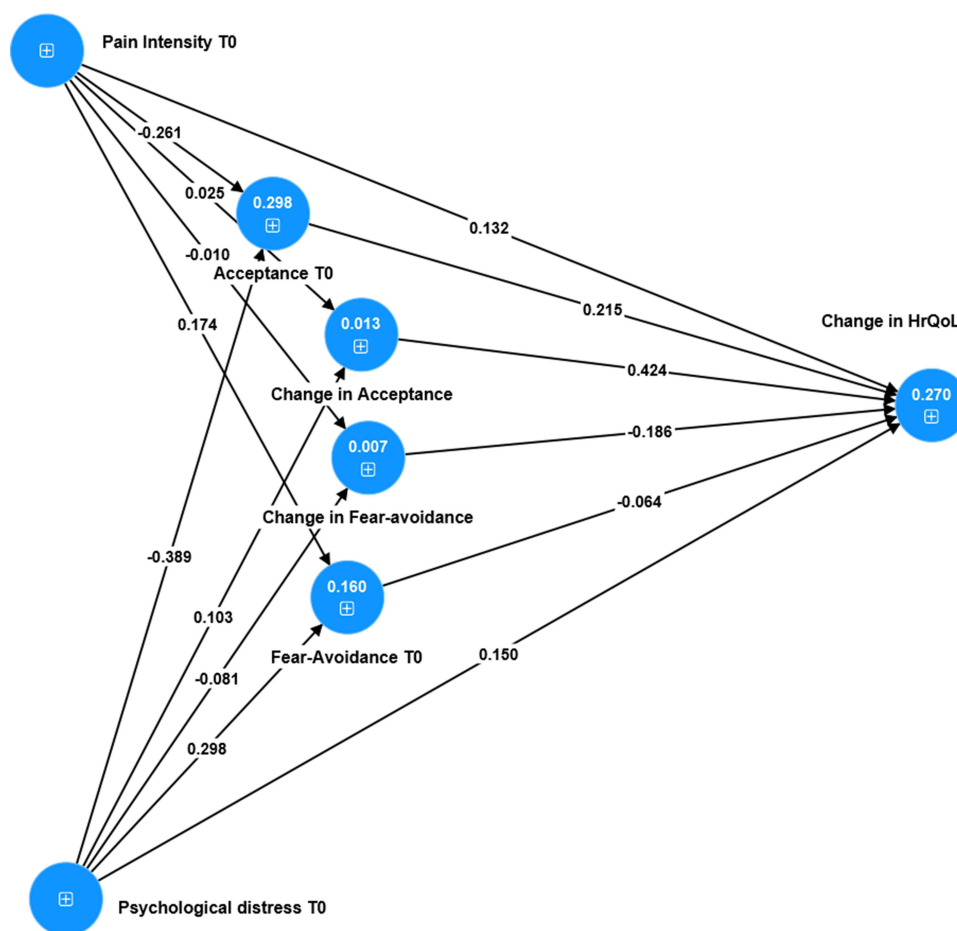 Pain Intensity T0
-0.261
0.025
0.298
-0.010
0.132
Acceptance T0
0.215
0.174
0.013
Change in HrQoL
0.424
0.270
Change in Acceptance
0.007
-0.186
-0.064
Change in Fear-avoidance
-0.389
0.160
0.103
Fear-Avoidance T0
0.150
-0.081
0.298
Psychological distress T0